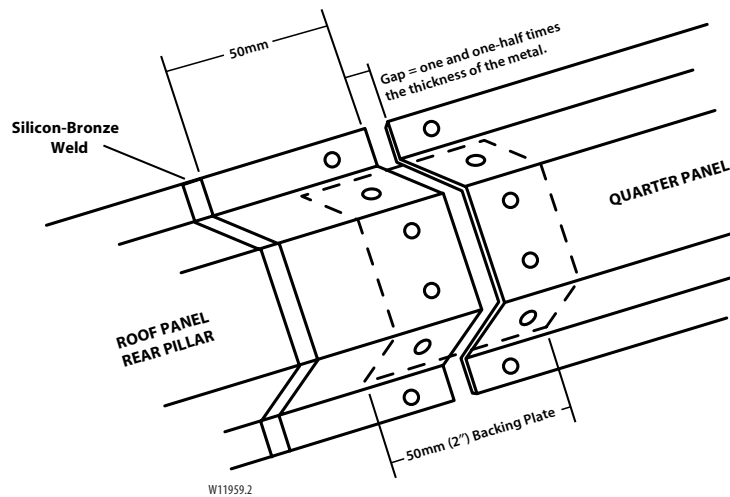 50mm
Gap = one and one-half times
the thickness of the metal.
Silicon-Bronze
Weld
QUARTER PANEL
ROOF PANEL
REAR PILLAR
50mm (2”) Backing Plate
W11959.2